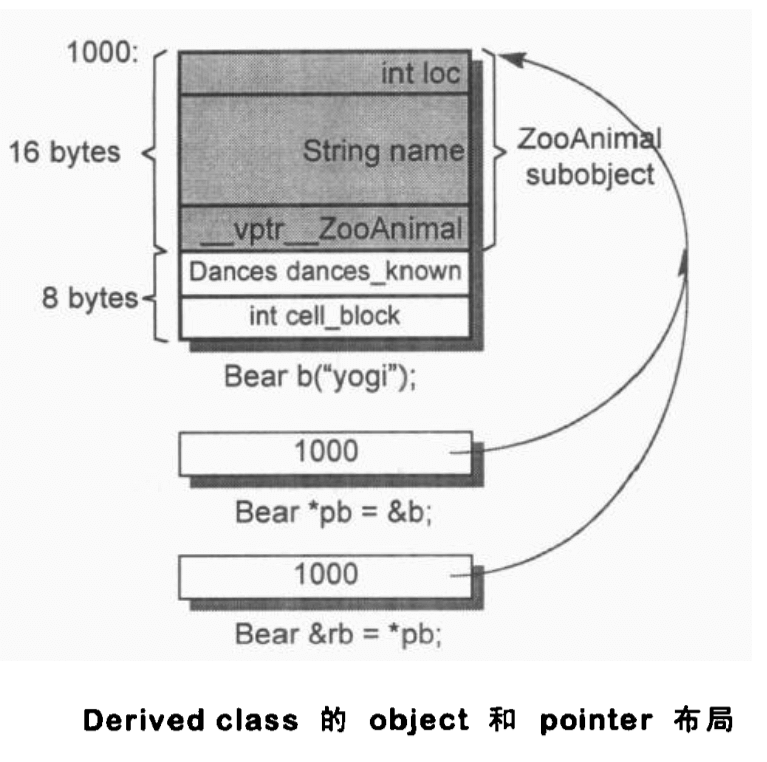 1000:
int loc
16 bytes
String name
ZooAnimal
subobject
__vptr__ZooAnimal
8 bytes
Dances dances_known
int cell_block
Bear b(“yogi”);
1000
Bear *pb = &b;
1000
Bear &rb = *pb;
Derived class 的 object 和 pointer 布局